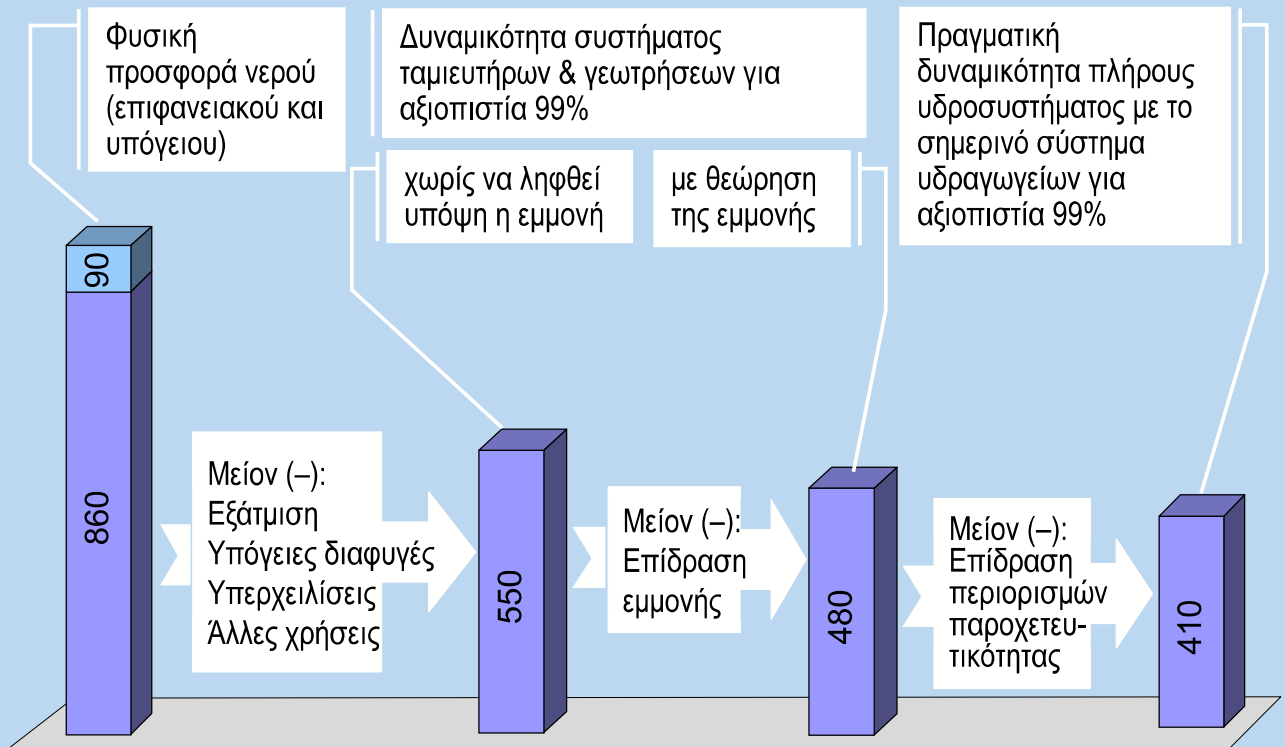 Φυσική
προσφορά νερού
(επιφανειακού και
υπόγειου)
Δυναμικότητα συστήματος
ταμιευτήρων & γεωτρήσεων για
αξιοπιστία 99%
χωρίς να ληφθεί
υπόψη η εμμονή
με θεώρηση
της εμμονής
Πραγματική
δυναμικότητα πλήρους
υδροσυστήματος με το
σημερινό σύστημα
υδραγωγείων για
αξιοπιστία 99%
90
860
Μείον (–):
Εξάτμιση
Υπόγειες διαφυγές
Υπερχειλίσεις
Άλλες χρήσεις
550
Μείον (–):
Επίδραση
εμμονής
480
Μείον (–):
Επίδραση
περιορισμών
παροχετευ-
τικότητας
410